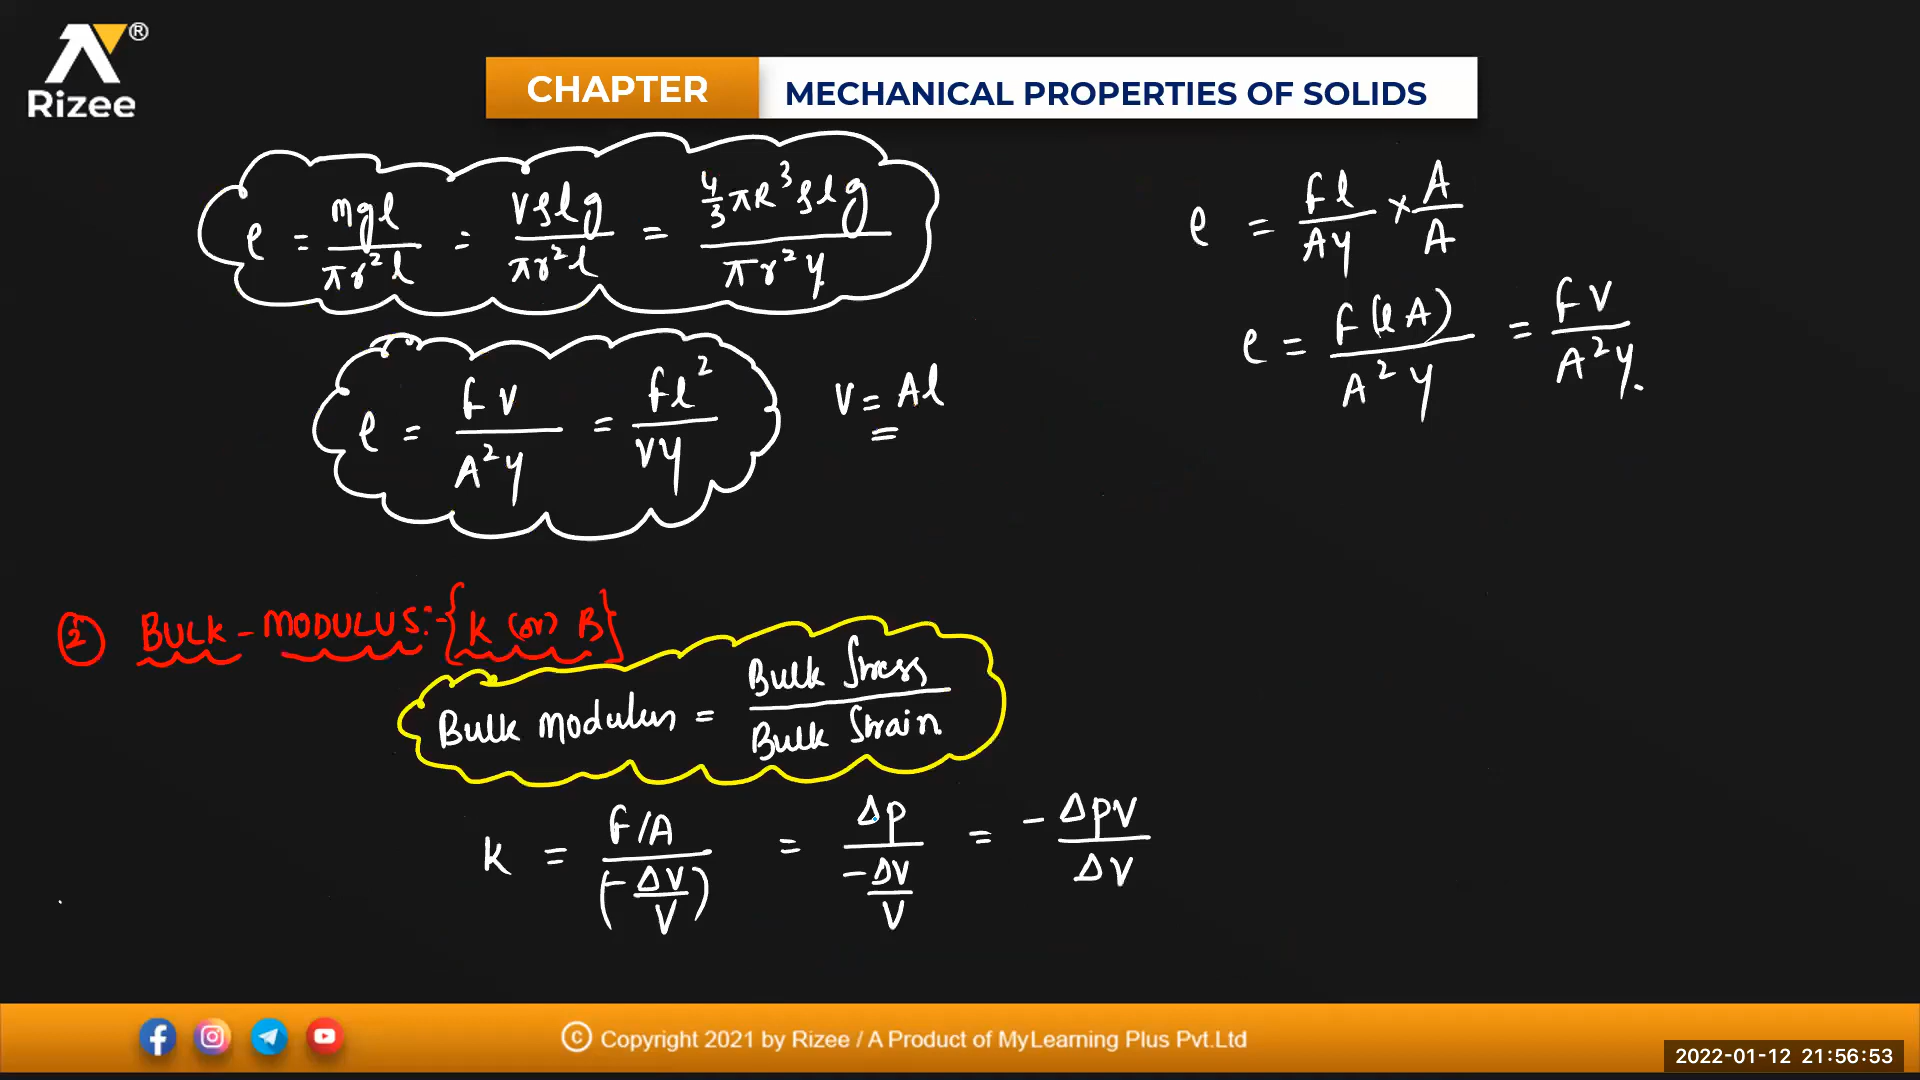 Rizee®
CHAPTER MECHANICAL PROPERTIES OF SOLIDS
e = mgl/πr²l = Vρlg/πr²l = 4/3 πR³ρlg/πr²y
e = Fl/Ay × A/A
e = F(lA)/A²y = FV/A²y.
e = FV/A²y = Fl²/Vy
V = Al
② BULK - MODULUS:- {K (or) B}
Bulk modulus = Bulk Stress/Bulk Strain
K = F/A/(-ΔV/V) = ΔP/-ΔV/V = -ΔPV/ΔV
© Copyright 2021 by Rizee / A Product of MyLearning Plus Pvt.Ltd
2022-01-12 21:56:53